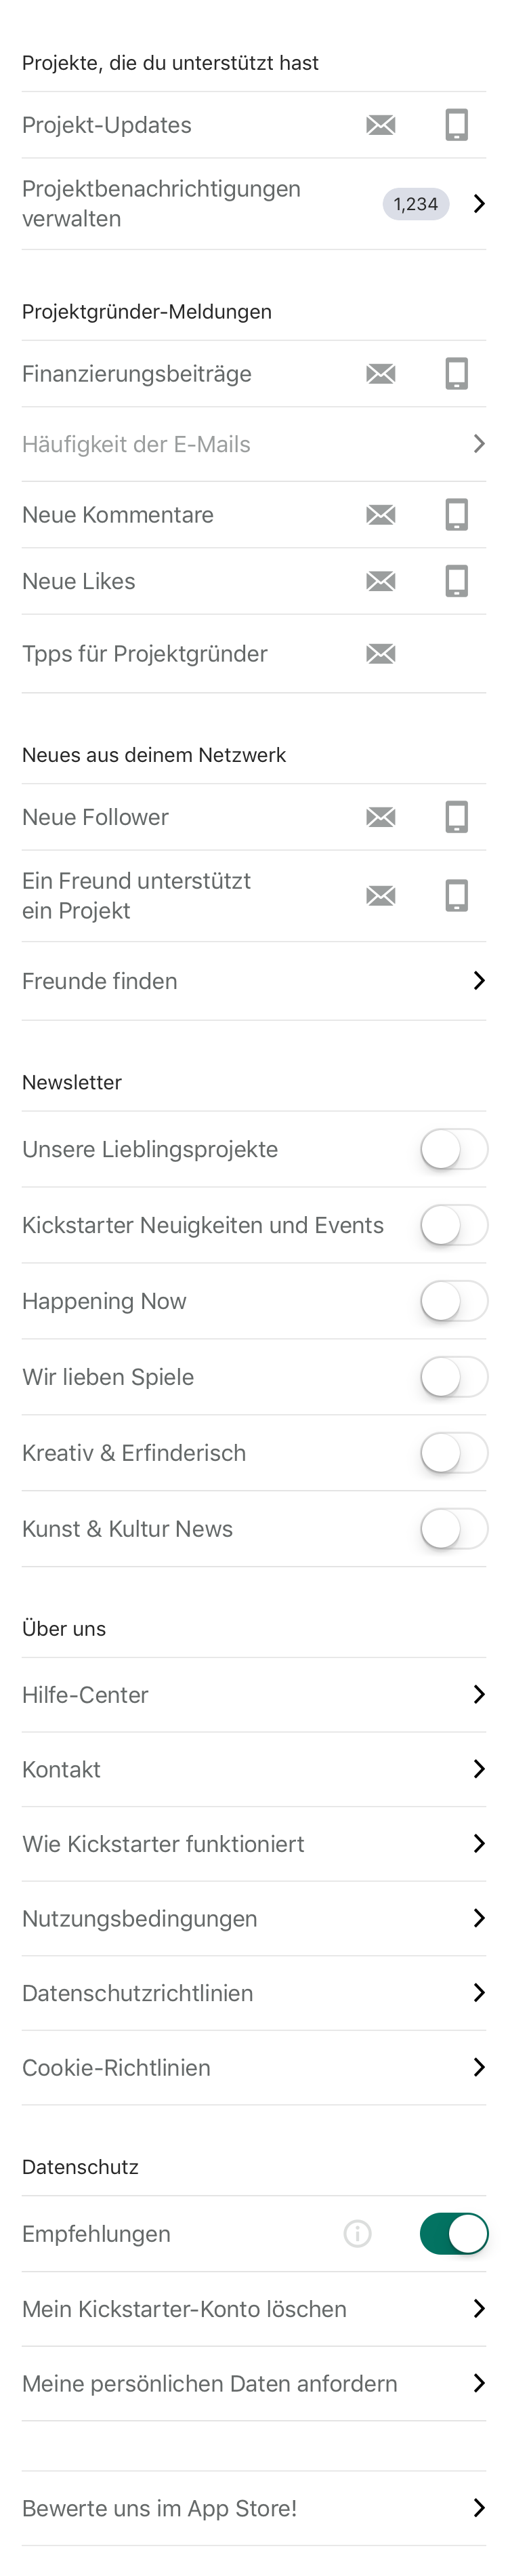 Projekte, die du unterstützt hast
Projekt-Updates
Projektbenachrichtigungen
verwalten
1,234
Projektgründer-Meldungen
Finanzierungsbeiträge
Häufigkeit der E-Mails
Neue Kommentare
Neue Likes
Tpps für Projektgründer
Neues aus deinem Netzwerk
Neue Follower
Ein Freund unterstützt
ein Projekt
Freunde finden
Newsletter
Unsere Lieblingsprojekte
Kickstarter Neuigkeiten und Events
Happening Now
Wir lieben Spiele
Kreativ & Erfinderisch
Kunst & Kultur News
Über uns
Hilfe-Center
Kontakt
Wie Kickstarter funktioniert
Nutzungsbedingungen
Datenschutzrichtlinien
Cookie-Richtlinien
Datenschutz
Empfehlungen
Mein Kickstarter-Konto löschen
Meine persönlichen Daten anfordern
Bewerte uns im App Store!